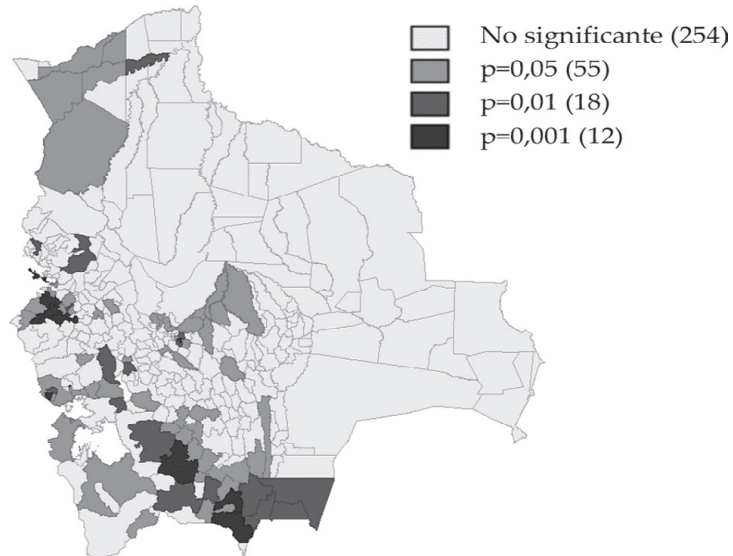 No significante (254)
p=0,05 (55)
p=0,01 (18)
p=0,001 (12)